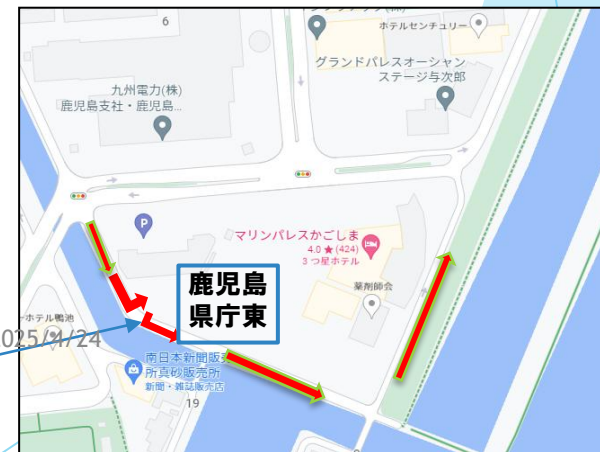 6
ホテルセンチュリー
グランドパレスオーシャン
ステージ与次郎
九州電力(株)
鹿児島支社・鹿児島...
P
マリンパレスかごしま
4.0 ★ (424)
3 つ星ホテル
薬剤師会
鹿児島
県庁東
ーホテル鴨池
2025/4/24
南日本新聞販
所真砂販売所
新聞・雑誌販売店
19